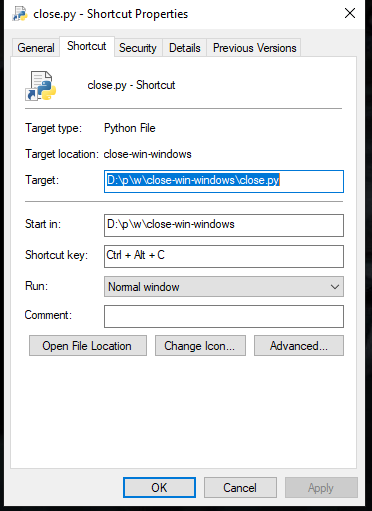 close.py - Shortcut Properties
General Shortcut Security Details Previous Versions
close.py - Shortcut
Target type: Python File
Target location: close-win-windows
Target: D:\p\w\close-win-windows\close.py
Start in: D:\p\w\close-win-windows
Shortcut key: Ctrl + Alt + C
Run: Normal window
Comment:
Open File Location Change Icon... Advanced...
OK Cancel Apply